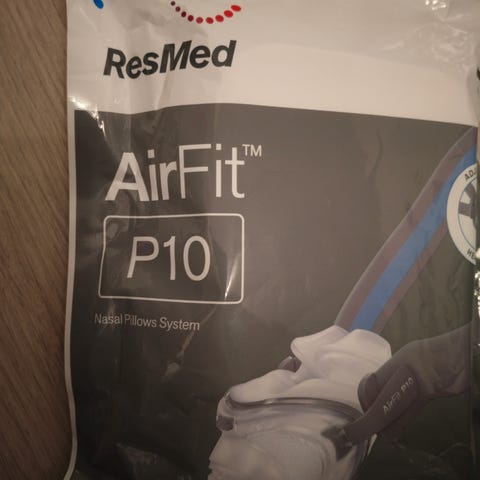 ResMed
AirFit™
P10
Nasal Pillows System
AirFit P10